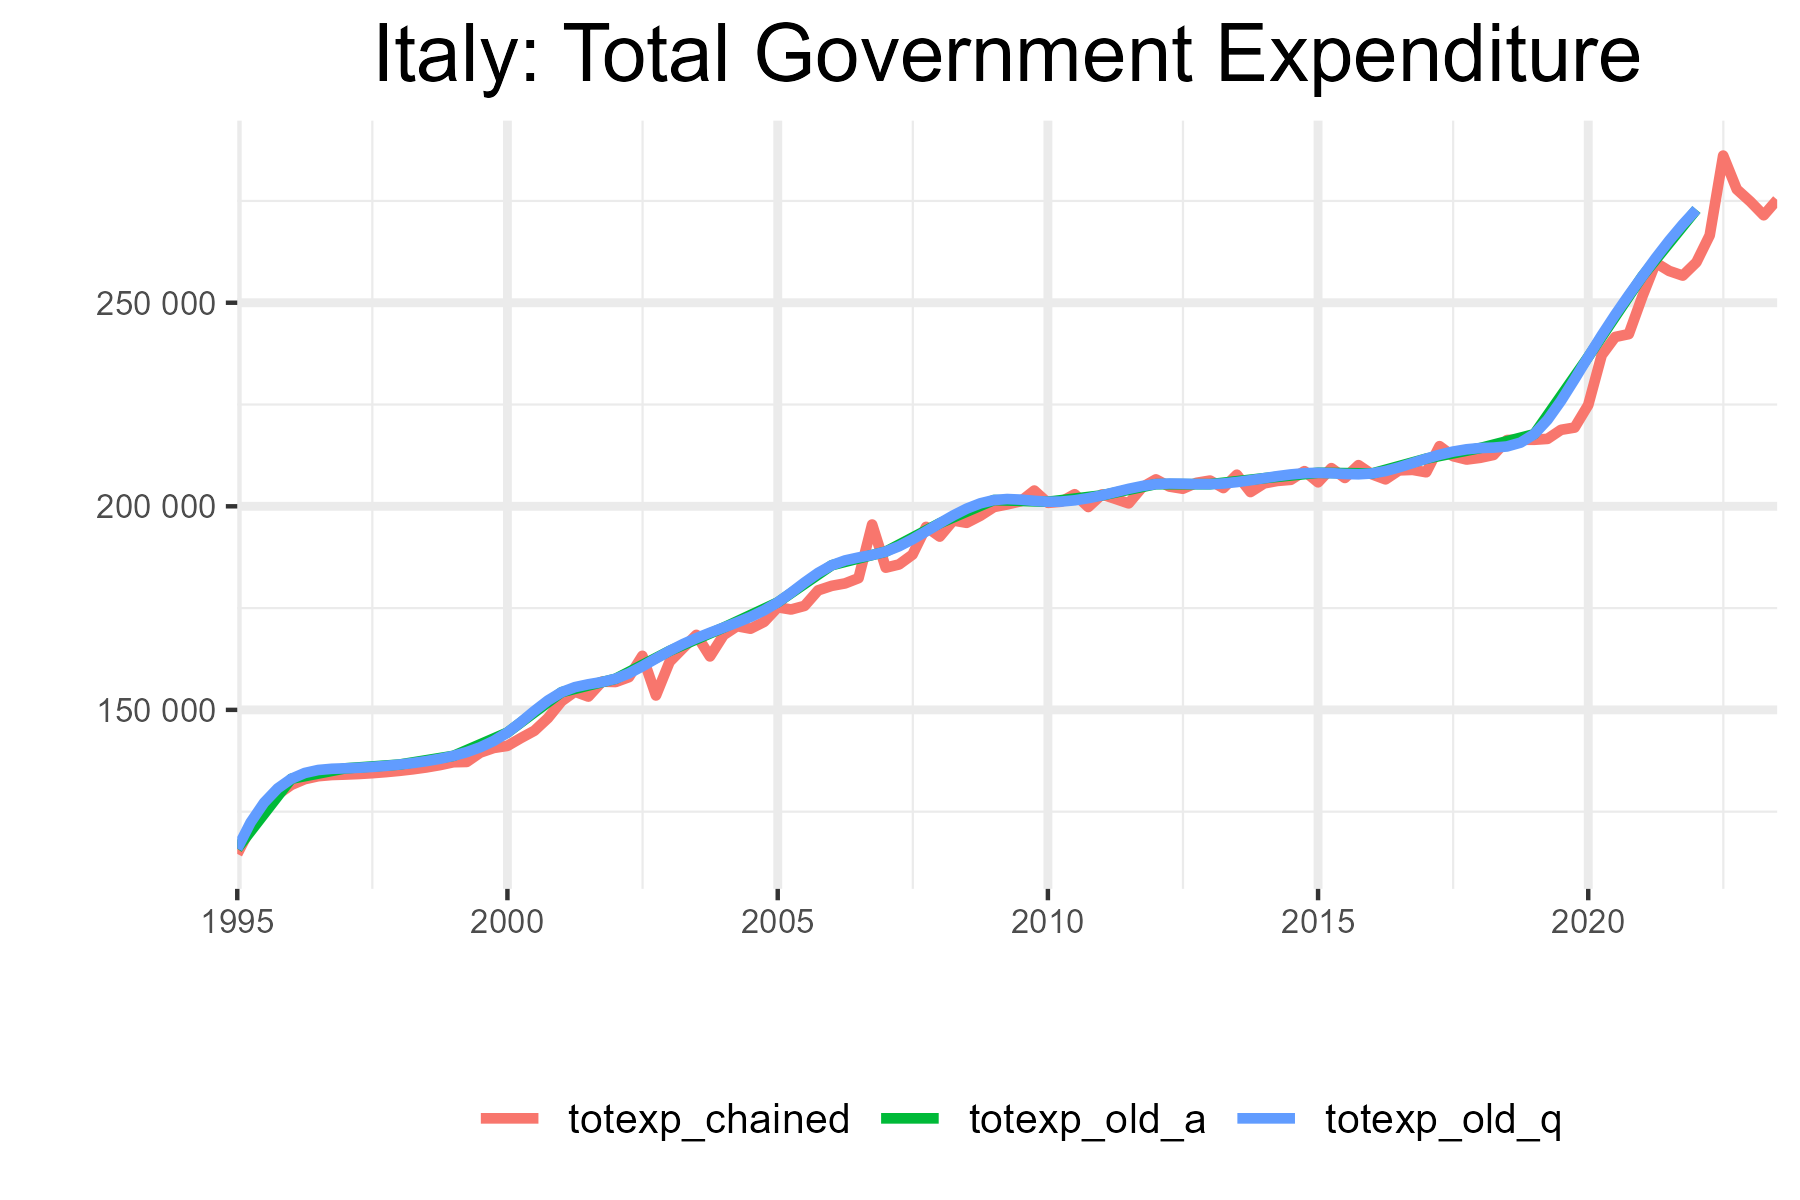 Italy: Total Government Expenditure
250 000
200 000
150 000
1995 2000 2005 2010 2015 2020
totexp_chained totexp_old_a totexp_old_q